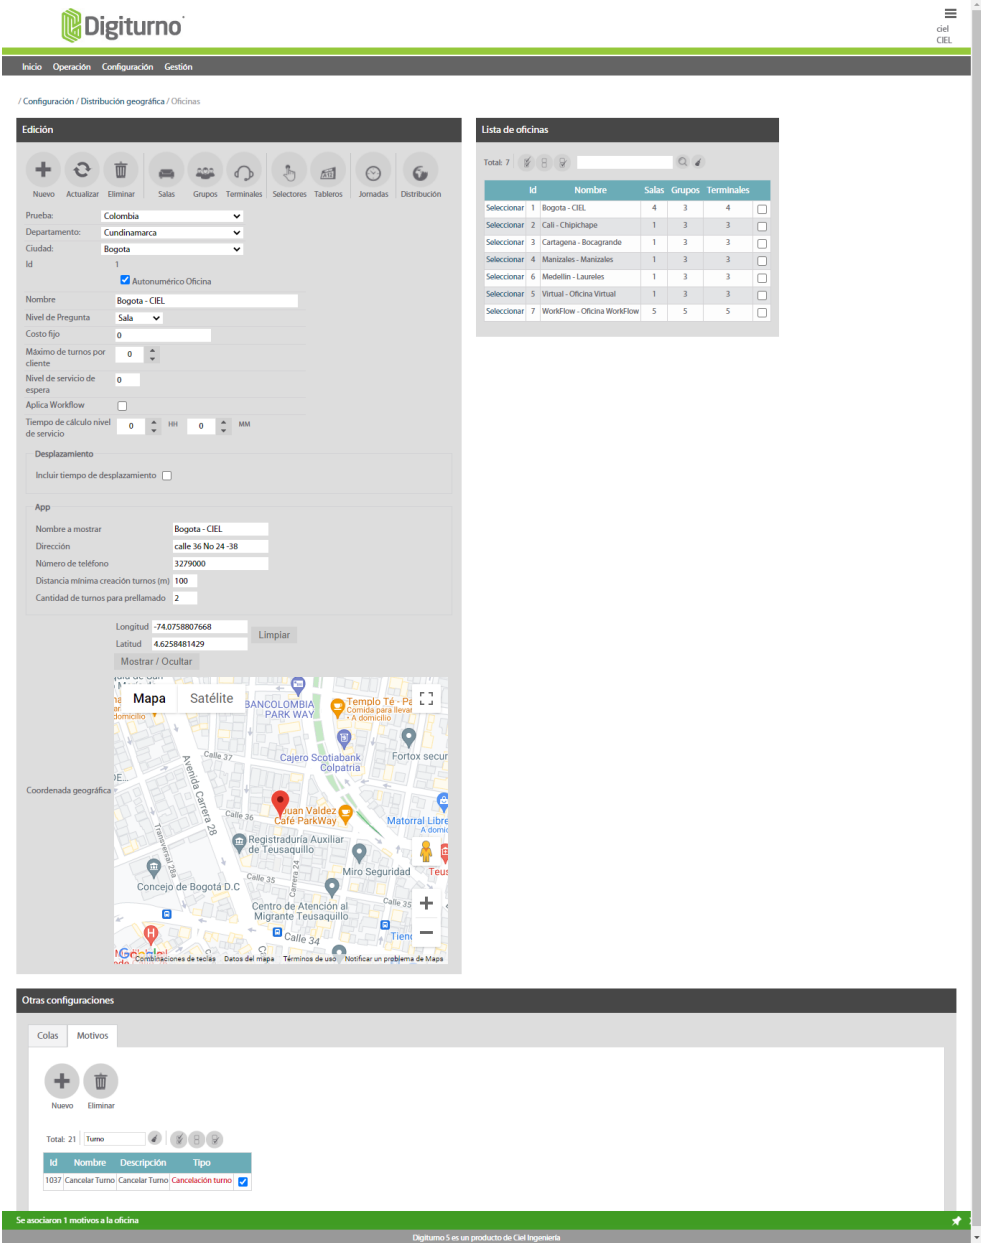 Digiturno
ciel
CIEL
Inicio Operación Configuración Gestión
/ Configuración / Distribución geográfica / Oficinas
Edición
Nuevo Actualizar Eliminar Salas Grupos Terminales Selectores Tableros Jornadas Distribución
Prueba: Colombia
Departamento: Cundinamarca
Ciudad: Bogota
Id 1
Autonumérico Oficina
Nombre Bogota - CIEL
Nivel de Pregunta Sala
Costo fijo 0
Máximo de turnos por cliente 0
Nivel de servicio de espera 0
Aplica Workflow
Tiempo de cálculo nivel de servicio 0 HH 0 MM
Desplazamiento
Incluir tiempo de desplazamiento
App
Nombre a mostrar Bogota - CIEL
Dirección calle 36 No 24 -38
Número de teléfono 3279000
Distancia mínima creación turnos (m) 100
Cantidad de turnos para prellamado 2
Longitud -74.0758807668
Latitud 4.6258481429
Limpiar
Mostrar / Ocultar
Coordenada geográfica
Mapa Satélite
BANCOLOMBIA
PARK WAY
Templo Té - Pa
Comida para llevar
- A domicilio
domicilio
Calle 37
Cajero Scotiabank
Colpatria
Fortox secur
Avenida Carrera 28
Calle 36
Juan Valdez
Café ParkWay
Matorral Libre
A domic
Registraduría Auxiliar
de Teusaquillo
Transversal 28a
Carrera 24
Miro Seguridad
Teus
Concejo de Bogotá D.C
Calle 35
Calle 35
Centro de Atención al
Migrante Teusaquillo
Calle 34
Tiend
Google
Combinaciones de teclas Datos del mapa Términos de uso Notificar un problema de Maps
Lista de oficinas
Total: 7
Id Nombre Salas Grupos Terminales
Seleccionar 1 Bogota - CIEL 4 3 4
Seleccionar 2 Cali - Chipichape 1 3 3
Seleccionar 3 Cartagena - Bocagrande 1 3 3
Seleccionar 4 Manizales - Manizales 1 3 3
Seleccionar 6 Medellin - Laureles 1 3 3
Seleccionar 5 Virtual - Oficina Virtual 1 3 3
Seleccionar 7 WorkFlow - Oficina WorkFlow 5 5 5
Otras configuraciones
Colas Motivos
Nuevo Eliminar
Total: 21 Turno
Id Nombre Descripción Tipo
1037 Cancelar Turno Cancelar Turno Cancelación turno
Se asociaron 1 motivos a la oficina
Digiturno 5 es un producto de Ciel Ingeniería